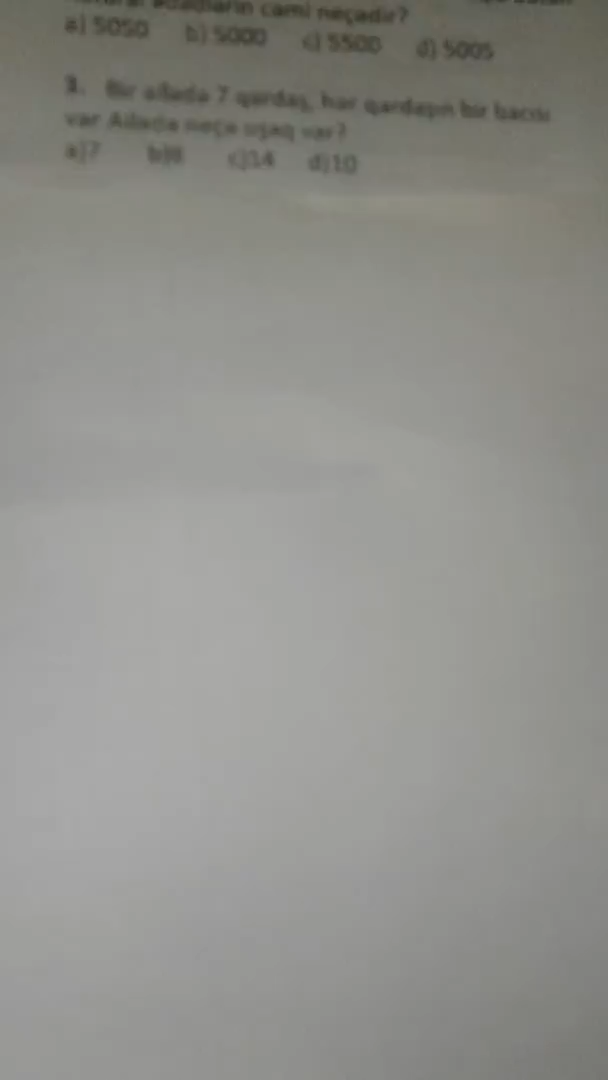 ədədlərin cəmi neçədir?
a) 5050 b) 5000 c) 5500 d) 5005
3. Bir ailədə 7 qardaş, hər qardaşın bir bacısı
var Ailədə neçə uşaq var?
a)7 b)8 c)14 d)10